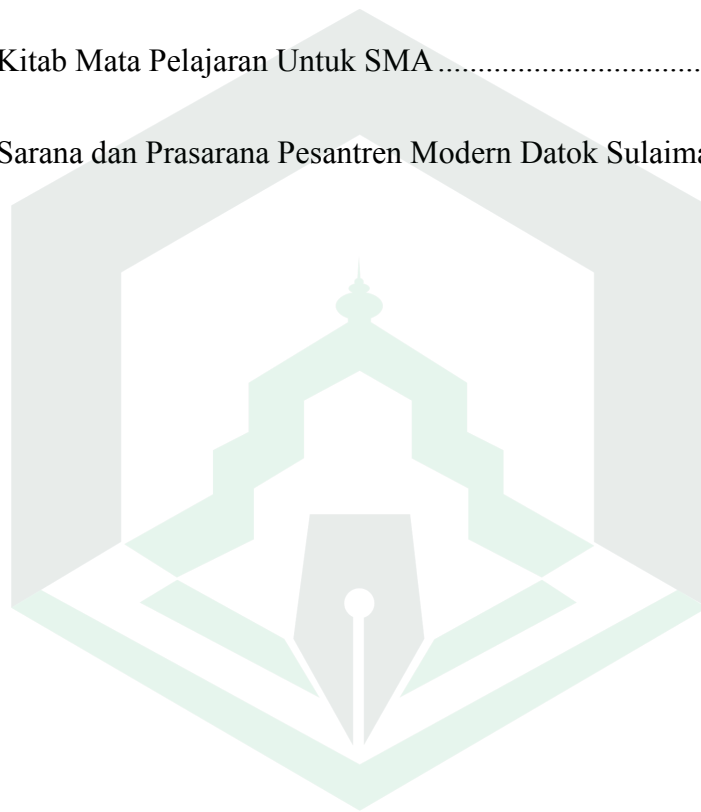 Kitab Mata Pelajaran Untuk SMA .................................
Sarana dan Prasarana Pesantren Modern Datok Sulaima